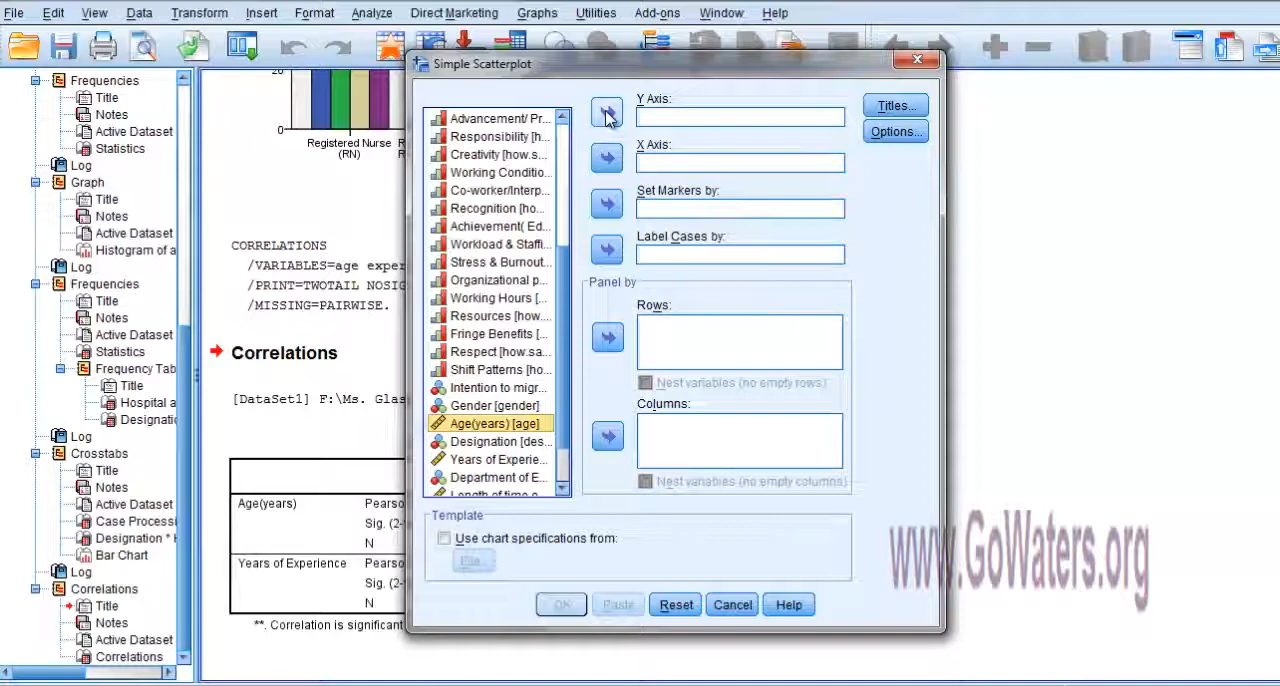 File Edit View Data Transform Insert Format Analyze Direct Marketing Graphs Utilities Add-ons Window Help
Frequencies
Title
Notes
Active Dataset
Statistics
Log
Graph
Title
Notes
Active Dataset
Histogram of a
Log
Frequencies
Title
Notes
Active Dataset
Statistics
Frequency Tab
Title
Hospital a
Designatio
Log
Crosstabs
Title
Notes
Active Dataset
Case Processi
Designation *
Bar Chart
Log
Correlations
Title
Notes
Active Dataset
Correlations
20
0
Registered Nurse
(RN)
CORRELATIONS
/VARIABLES=age exper
/PRINT=TWOTAIL NOSIG
/MISSING=PAIRWISE.
Correlations
[DataSet1] F:\Ms. Glas
Age(years) Pearso
Sig. (2-
N
Years of Experience Pears
Sig. (2-
N
**. Correlation is significant
Simple Scatterplot
Advancement/ Pr...
Responsibility [h...
Creativity [how.s...
Working Conditio...
Co-worker/Interp...
Recognition [ho...
Achievement( Ed...
Workload & Staffi...
Stress & Burnout...
Organizational p...
Working Hours [...
Resources [how....
Fringe Benefits [...
Respect [how.sa...
Shift Patterns [ho...
Intention to migr...
Gender [gender]
Age(years) [age]
Designation [des...
Years of Experie...
Department of E...
Length of time o...
Y Axis:
X Axis:
Set Markers by:
Label Cases by:
Panel by
Rows:
Nest variables (no empty rows)
Columns:
Nest variables (no empty columns)
Titles...
Options...
Template
Use chart specifications from:
File...
OK Paste Reset Cancel Help
www.GoWaters.org